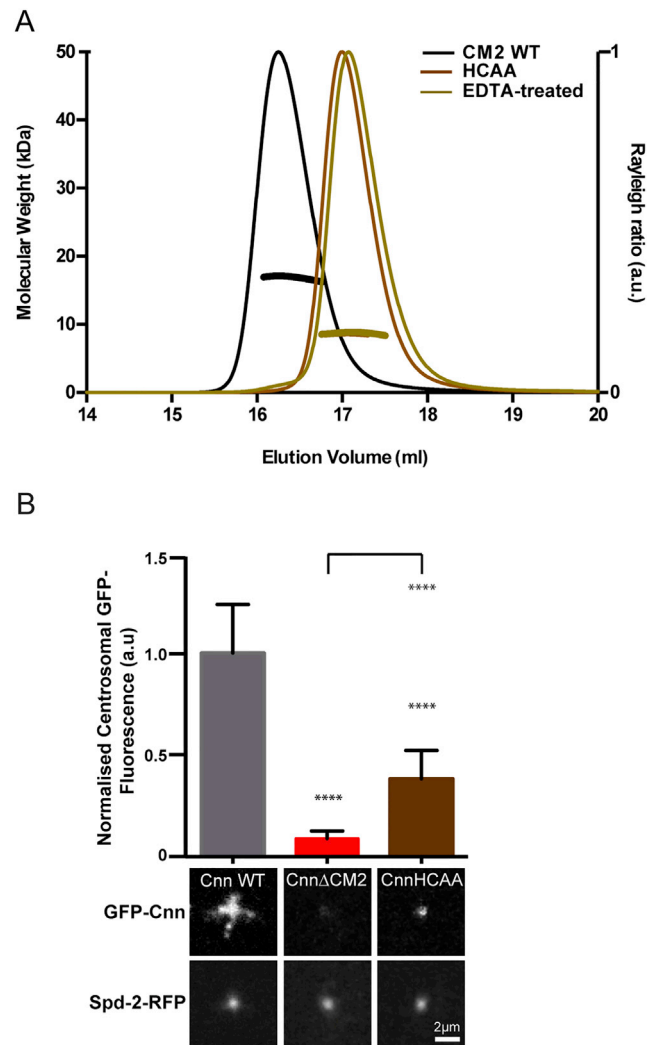 A
CM2 WT
HCAA
EDTA-treated
50
40
30
20
10
0
Molecular Weight (kDa)
1
0
Rayleigh ratio (a.u.)
14 15 16 17 18 19 20
Elution Volume (ml)
B
Normalised Centrosomal GFP-
Fluorescence (a.u)
1.5
1.0
0.5
0
****
****
****
Cnn WT CnnΔCM2 CnnHCAA
GFP-Cnn
Spd-2-RFP
2μm